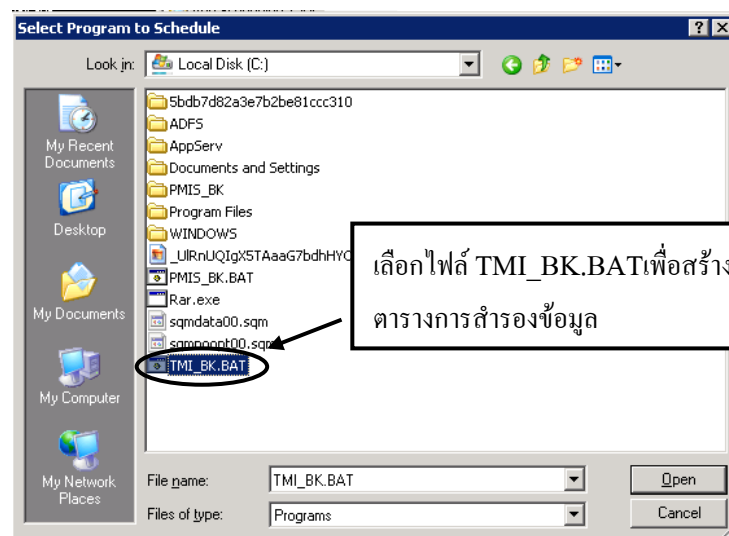 Select Program to Schedule
Look in:
Local Disk (C:)
My Recent
Documents
Desktop
My Documents
My Computer
My Network
Places
5bdb7d82a3e7b2be81ccc310
ADFS
AppServ
Documents and Settings
PMIS_BK
Program Files
WINDOWS
PMIS_BK.BAT
Rar.exe
sqmdata00.sqm
sqmnoopt00.sqm
TMI_BK.BAT
เลือกไฟล์ TMI_BK.BATเพื่อสร้าง
ตารางการสำรองข้อมูล
File name:
TMI_BK.BAT
Open
Files of type:
Programs
Cancel